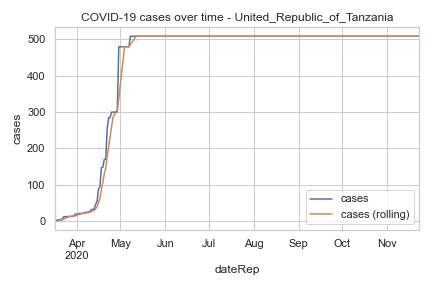 COVID-19 cases over time - United_Republic_of_Tanzania
500
400
300
200
100
0
cases
Apr
2020
May
Jun
Jul
Aug
Sep
Oct
Nov
dateRep
cases
cases (rolling)